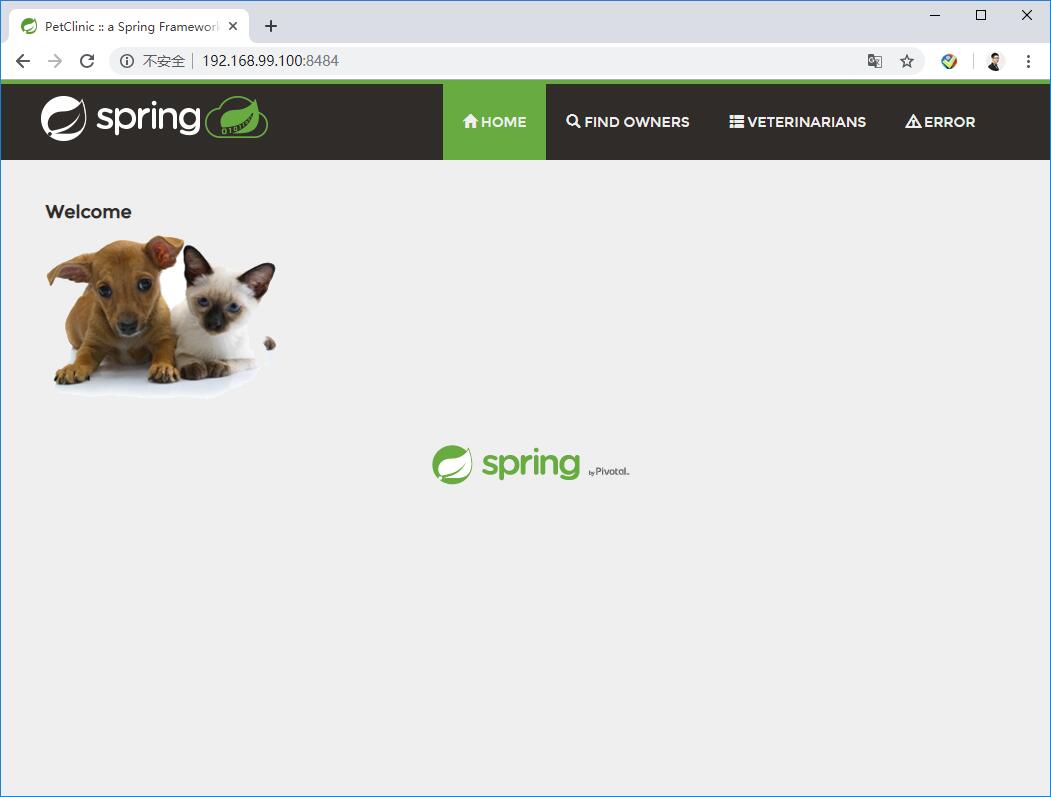 PetClinic :: a Spring Framework
不安全 192.168.99.100:8484
spring
HOME FIND OWNERS VETERINARIANS ERROR
Welcome
spring by Pivotal.